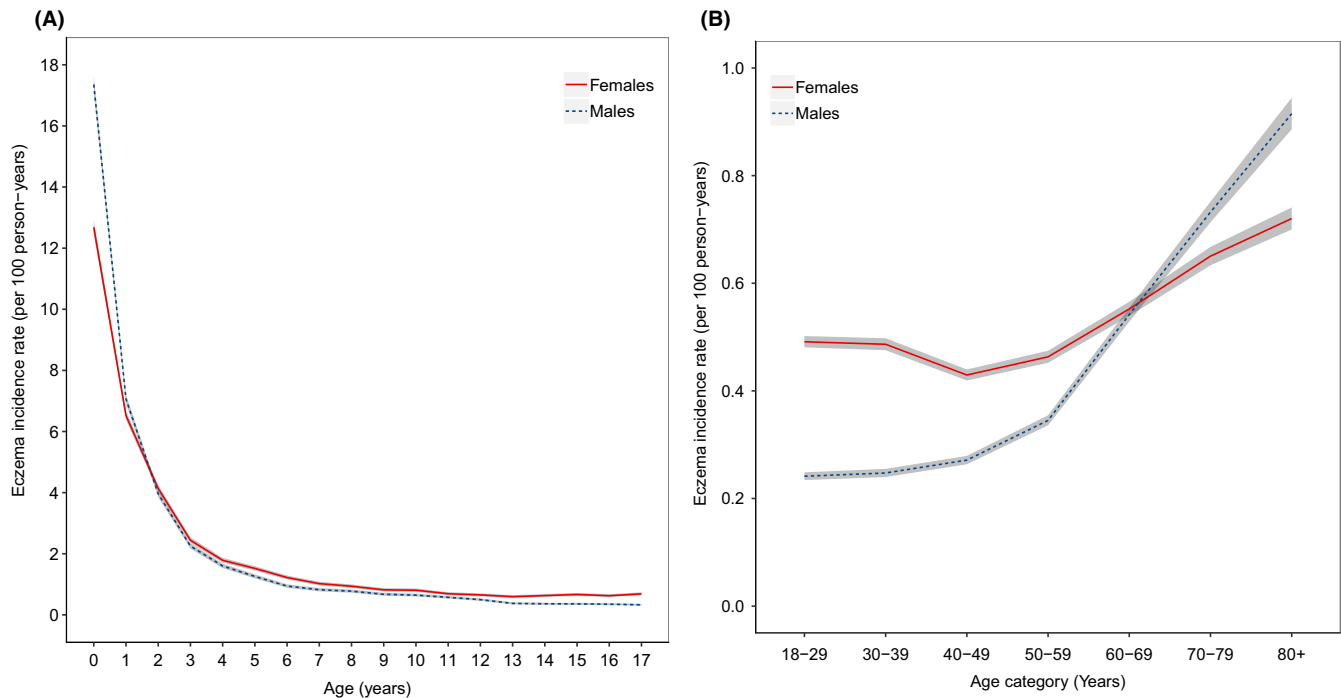 (A)
Eczema incidence rate (per 100 person−years)
18
16
14
12
10
8
6
4
2
0
Females
Males
0 1 2 3 4 5 6 7 8 9 10 11 12 13 14 15 16 17
Age (years)
(B)
Eczema incidence rate (per 100 person−years)
1.0
0.8
0.6
0.4
0.2
0.0
Females
Males
18−29 30−39 40−49 50−59 60−69 70−79 80+
Age category (Years)